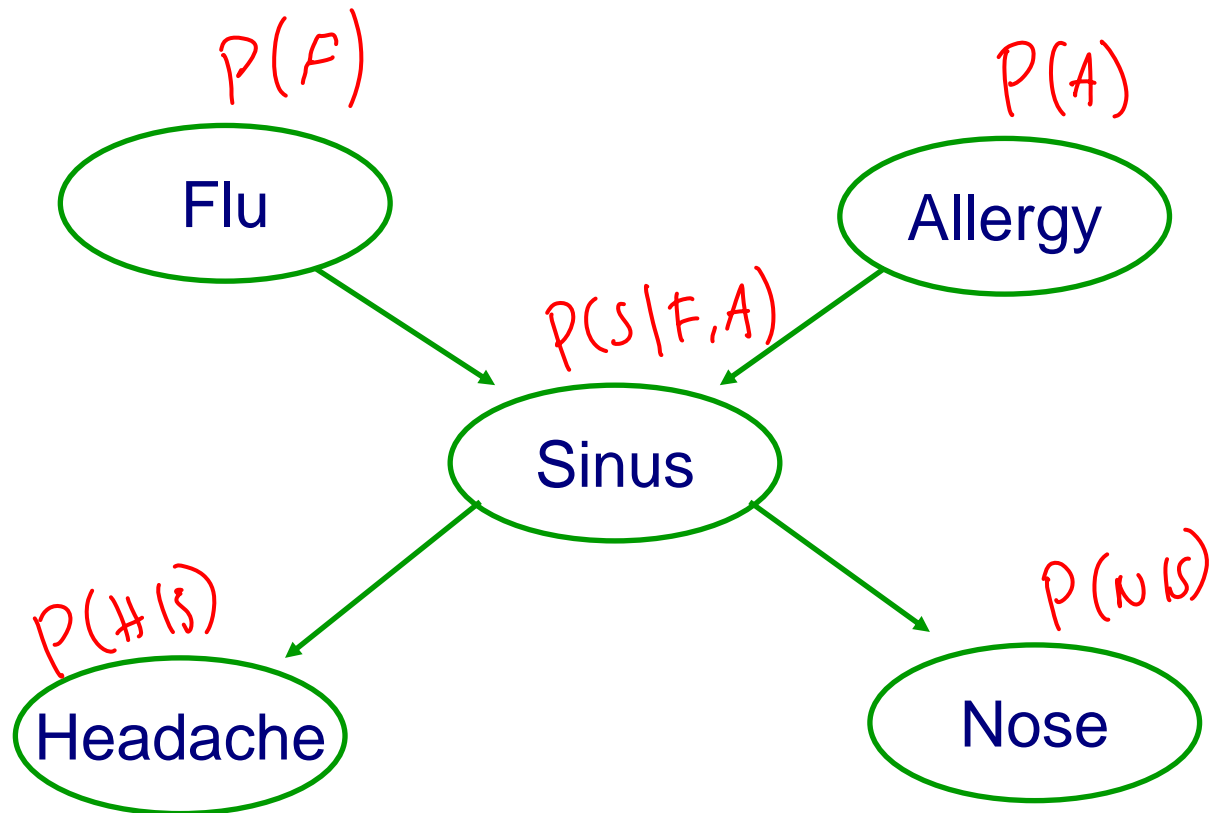 P(F)
P(A)
Flu
Allergy
P(S|F,A)
Sinus
P(H|S)
P(N|S)
Headache
Nose